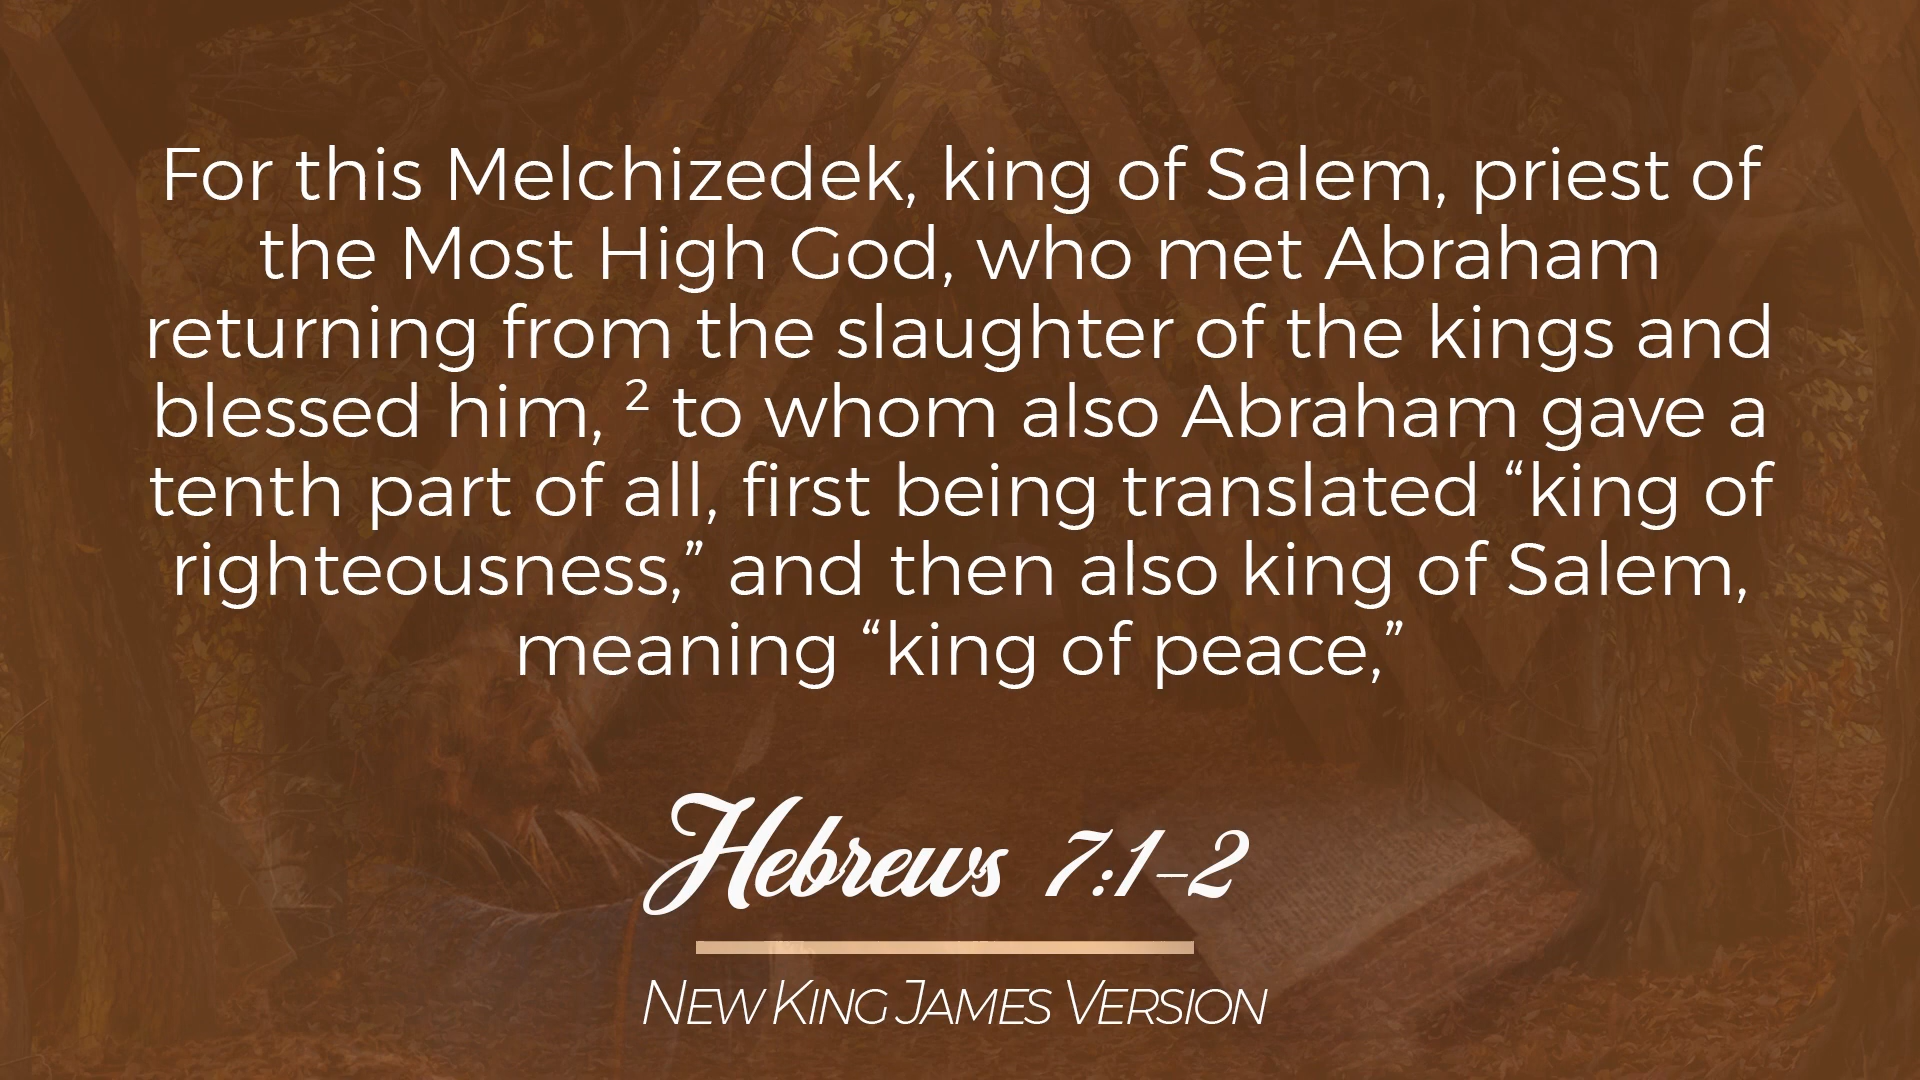 For this Melchizedek, king of Salem, priest of
the Most High God, who met Abraham
returning from the slaughter of the kings and
blessed him, ² to whom also Abraham gave a
tenth part of all, first being translated “king of
righteousness,” and then also king of Salem,
meaning “king of peace,”
Hebrews 7:1–2
NEW KING JAMES VERSION